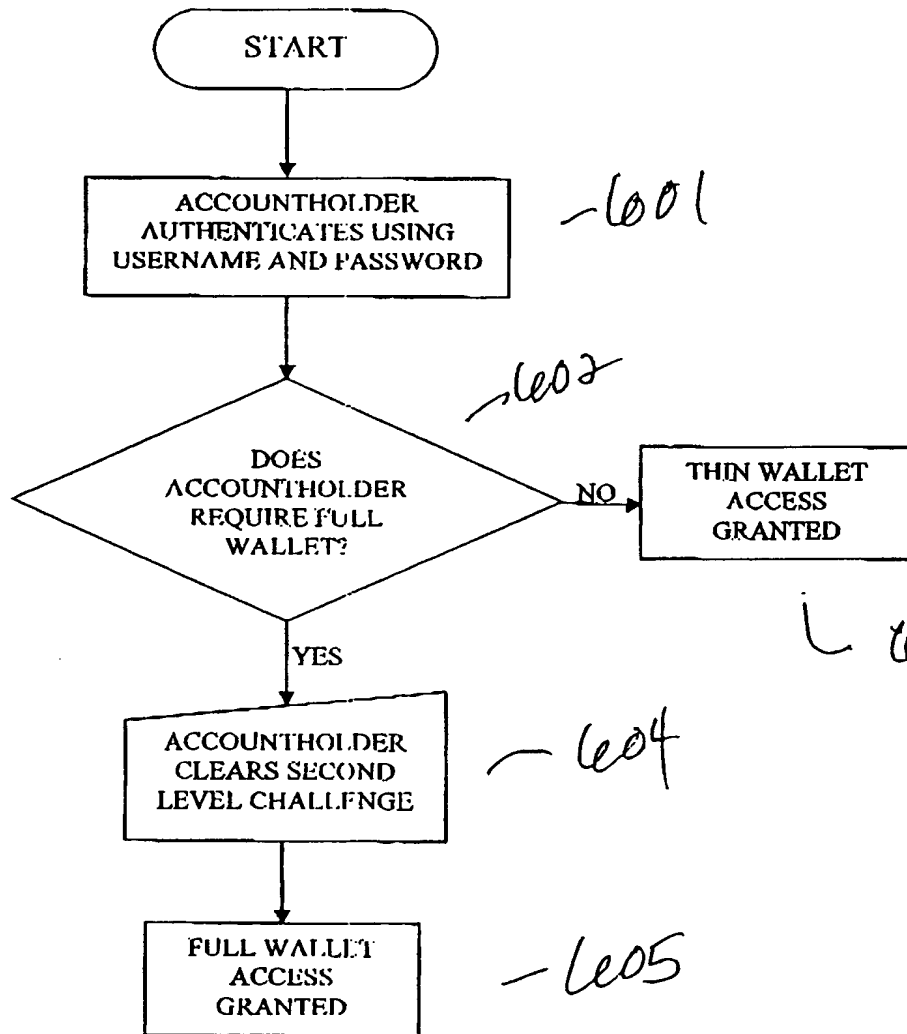 START
ACCOUNTHOLDER
AUTHENTICATES USING
USERNAME AND PASSWORD
601
602
DOES
ACCOUNTHOLDER
REQUIRE FULL
WALLET?
NO
THIN WALLET
ACCESS
GRANTED
YES
ACCOUNTHOLDER
CLEARS SECOND
LEVEL CHALLENGE
604
FULL WALLET
ACCESS
GRANTED
605